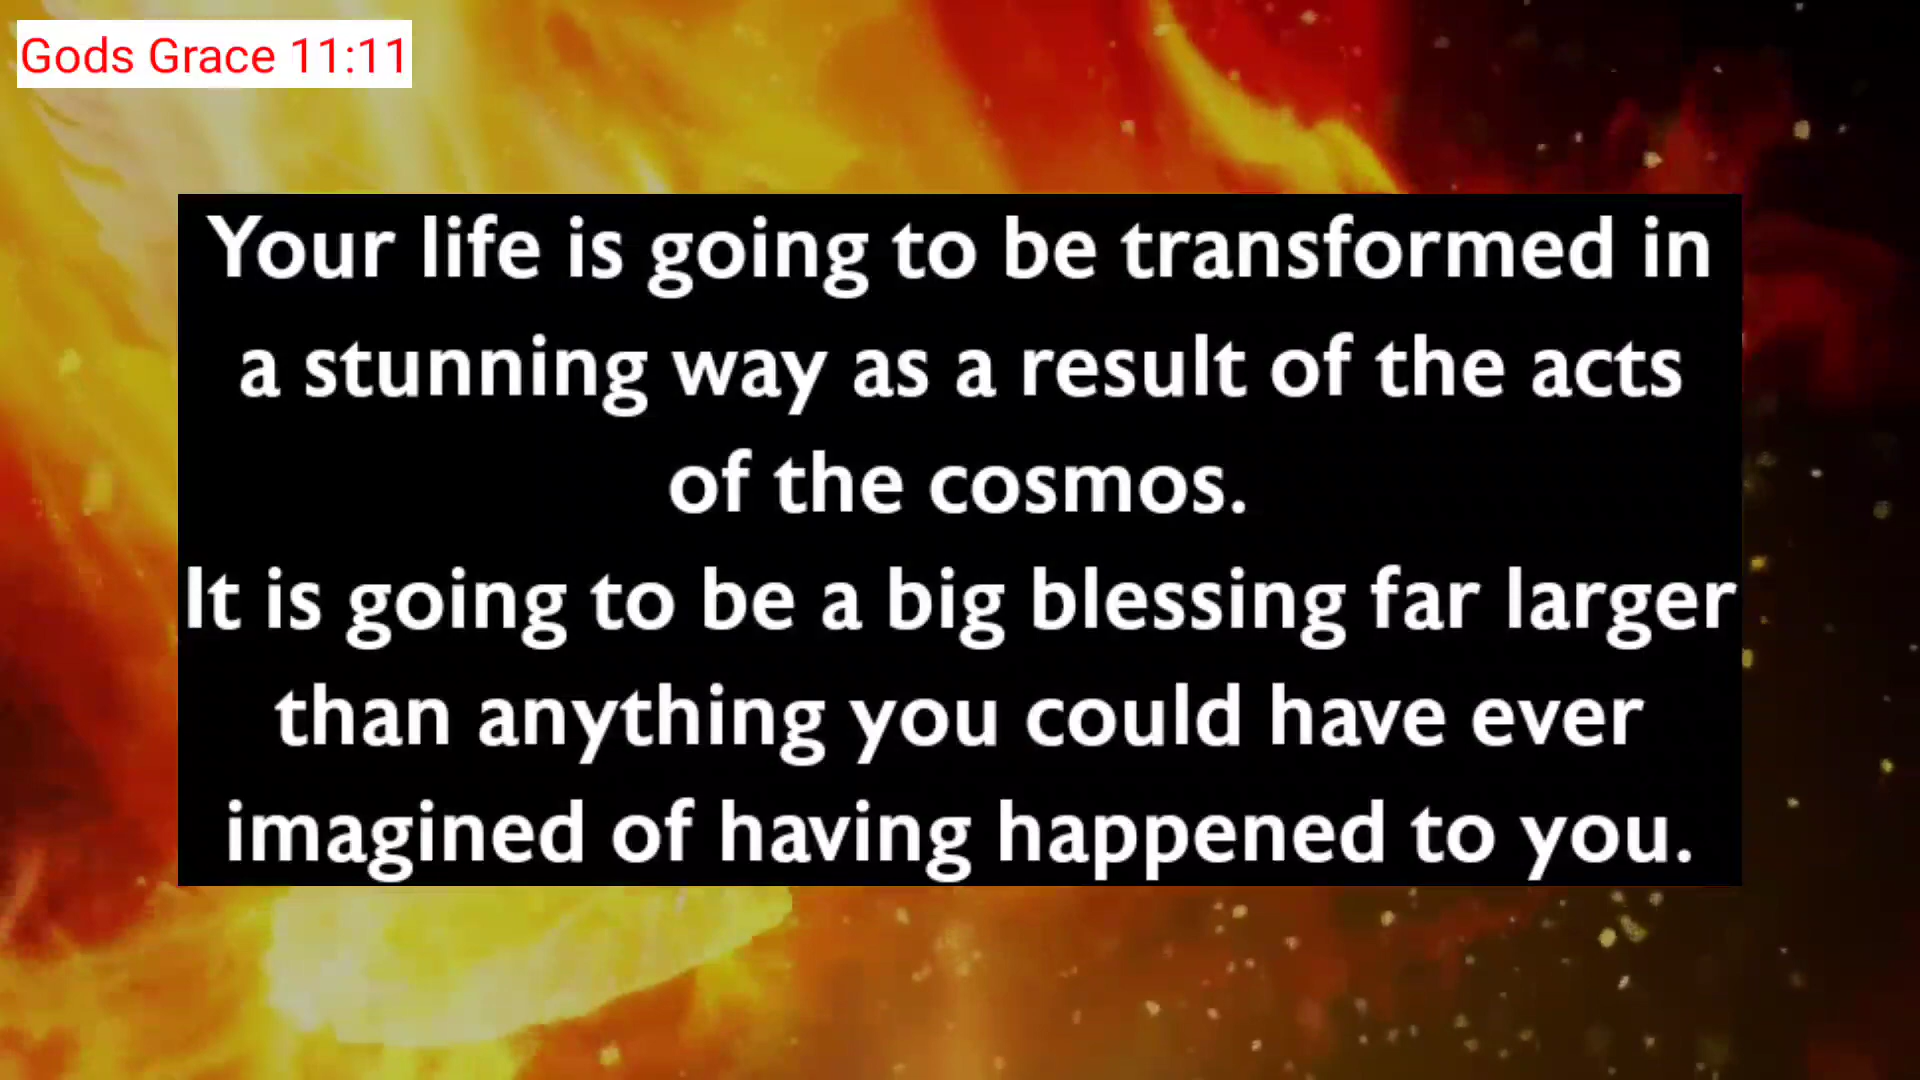 Gods Grace 11:11
Your life is going to be transformed in
a stunning way as a result of the acts
of the cosmos.
It is going to be a big blessing far larger
than anything you could have ever
imagined of having happened to you.